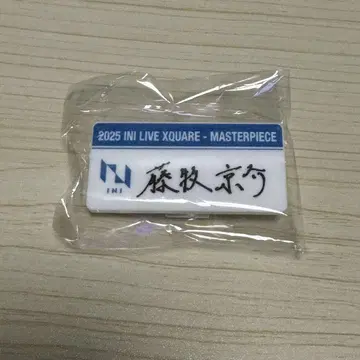 2025 INI LIVE XQUARE - MASTERPIECE
INI
藤牧京介